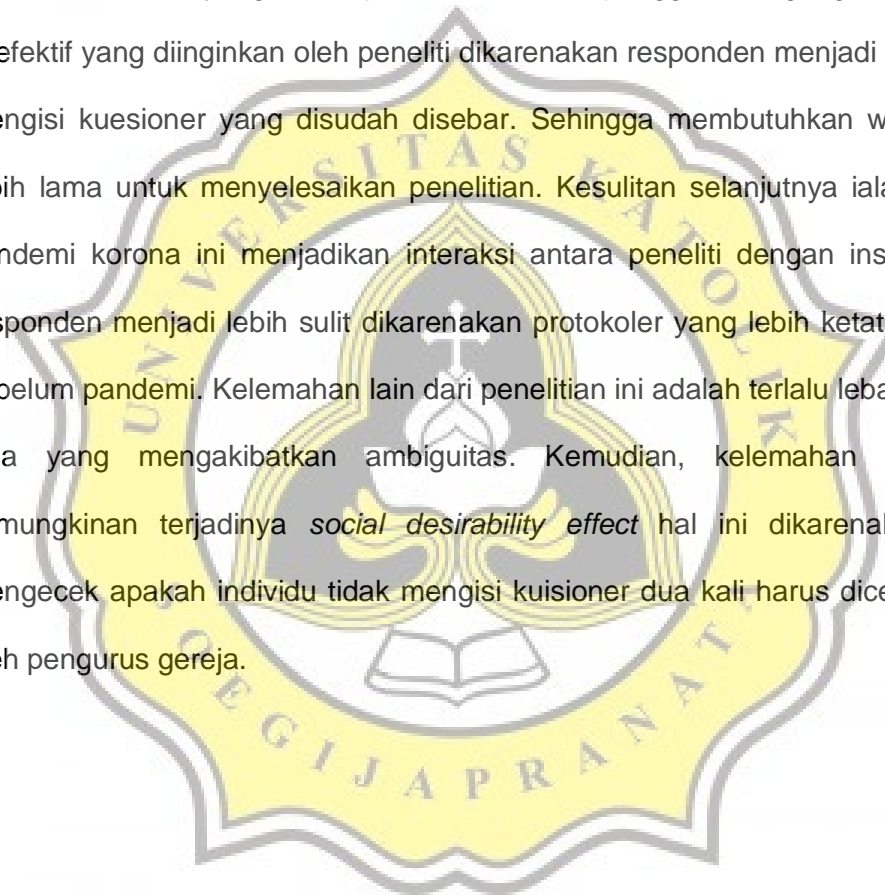 efektif yang diinginkan oleh peneliti dikarenakan responden menjadi
engisi kuesioner yang disudah disebar. Sehingga membutuhkan w
bih lama untuk menyelesaikan penelitian. Kesulitan selanjutnya iala
ndemi korona ini menjadikan interaksi antara peneliti dengan ins
sponden menjadi lebih sulit dikarenakan protokoler yang lebih ketat
belum pandemi. Kelemahan lain dari penelitian ini adalah terlalu leba
a yang mengakibatkan ambiguitas. Kemudian, kelemahan
mungkinan terjadinya social desirability effect hal ini dikarenak
engecek apakah individu tidak mengisi kuisioner dua kali harus dice
eh pengurus gereja.
UNIVERSITAS KATOLIK
SOEGIJAPRANATA